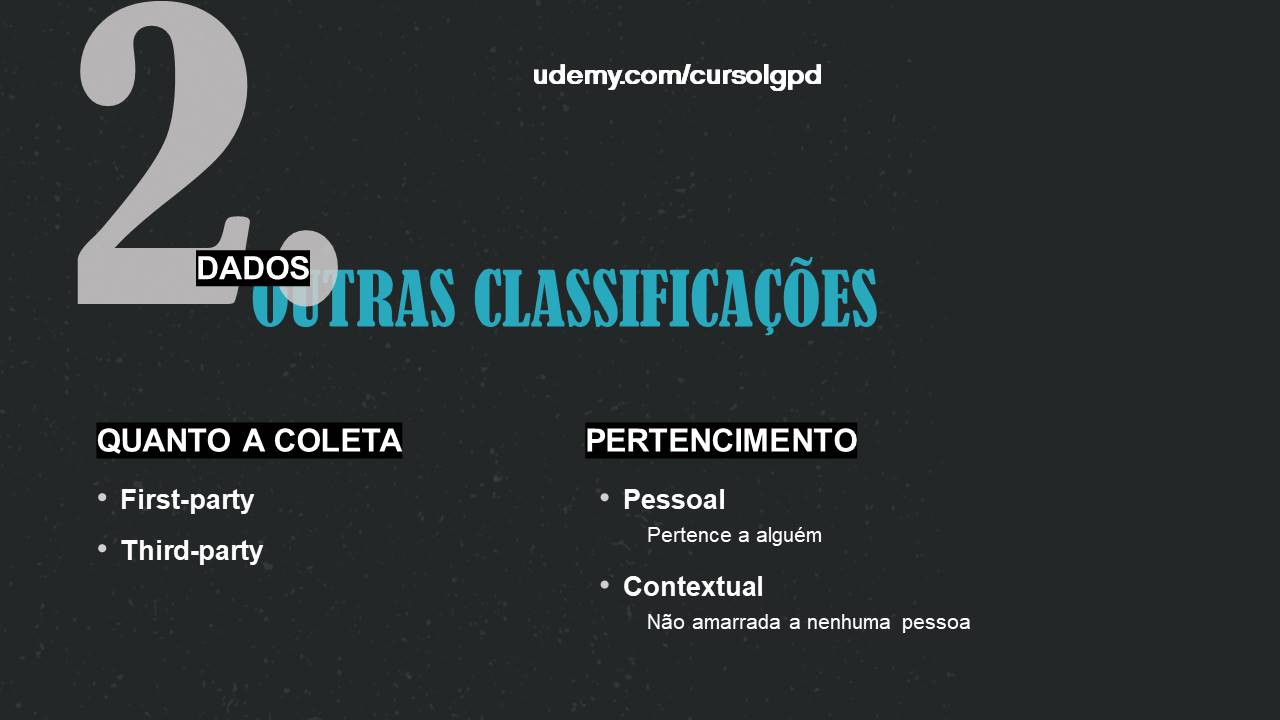 2.
udemy.com/cursolgpd
DADOS
OUTRAS CLASSIFICAÇÕES
QUANTO A COLETA
• First-party
• Third-party
PERTENCIMENTO
• Pessoal
Pertence a alguém
• Contextual
Não amarrada a nenhuma pessoa